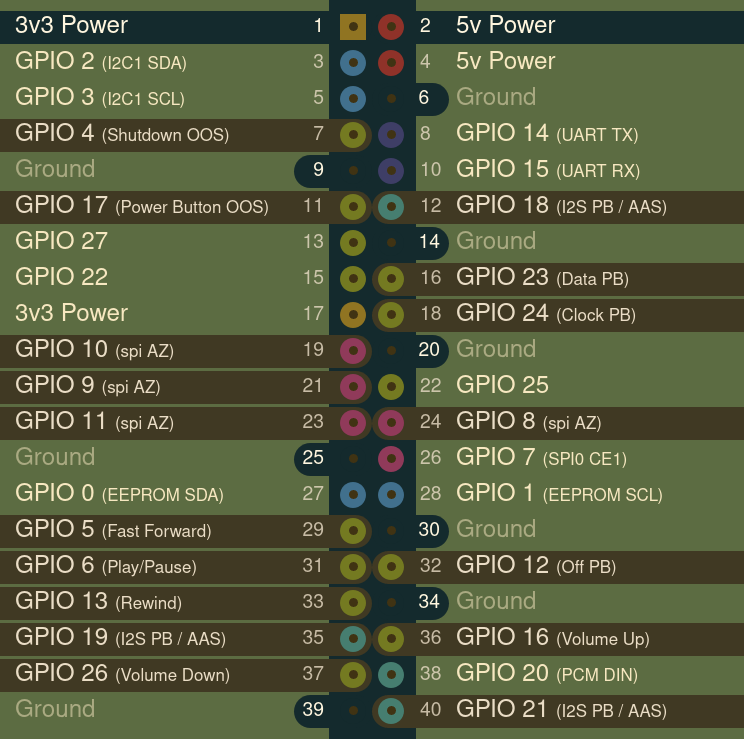 3v3 Power 1 2 5v Power
GPIO 2 (I2C1 SDA) 3 4 5v Power
GPIO 3 (I2C1 SCL) 5 6 Ground
GPIO 4 (Shutdown OOS) 7 8 GPIO 14 (UART TX)
Ground 9 10 GPIO 15 (UART RX)
GPIO 17 (Power Button OOS) 11 12 GPIO 18 (I2S PB / AAS)
GPIO 27 13 14 Ground
GPIO 22 15 16 GPIO 23 (Data PB)
3v3 Power 17 18 GPIO 24 (Clock PB)
GPIO 10 (spi AZ) 19 20 Ground
GPIO 9 (spi AZ) 21 22 GPIO 25
GPIO 11 (spi AZ) 23 24 GPIO 8 (spi AZ)
Ground 25 26 GPIO 7 (SPI0 CE1)
GPIO 0 (EEPROM SDA) 27 28 GPIO 1 (EEPROM SCL)
GPIO 5 (Fast Forward) 29 30 Ground
GPIO 6 (Play/Pause) 31 32 GPIO 12 (Off PB)
GPIO 13 (Rewind) 33 34 Ground
GPIO 19 (I2S PB / AAS) 35 36 GPIO 16 (Volume Up)
GPIO 26 (Volume Down) 37 38 GPIO 20 (PCM DIN)
Ground 39 40 GPIO 21 (I2S PB / AAS)